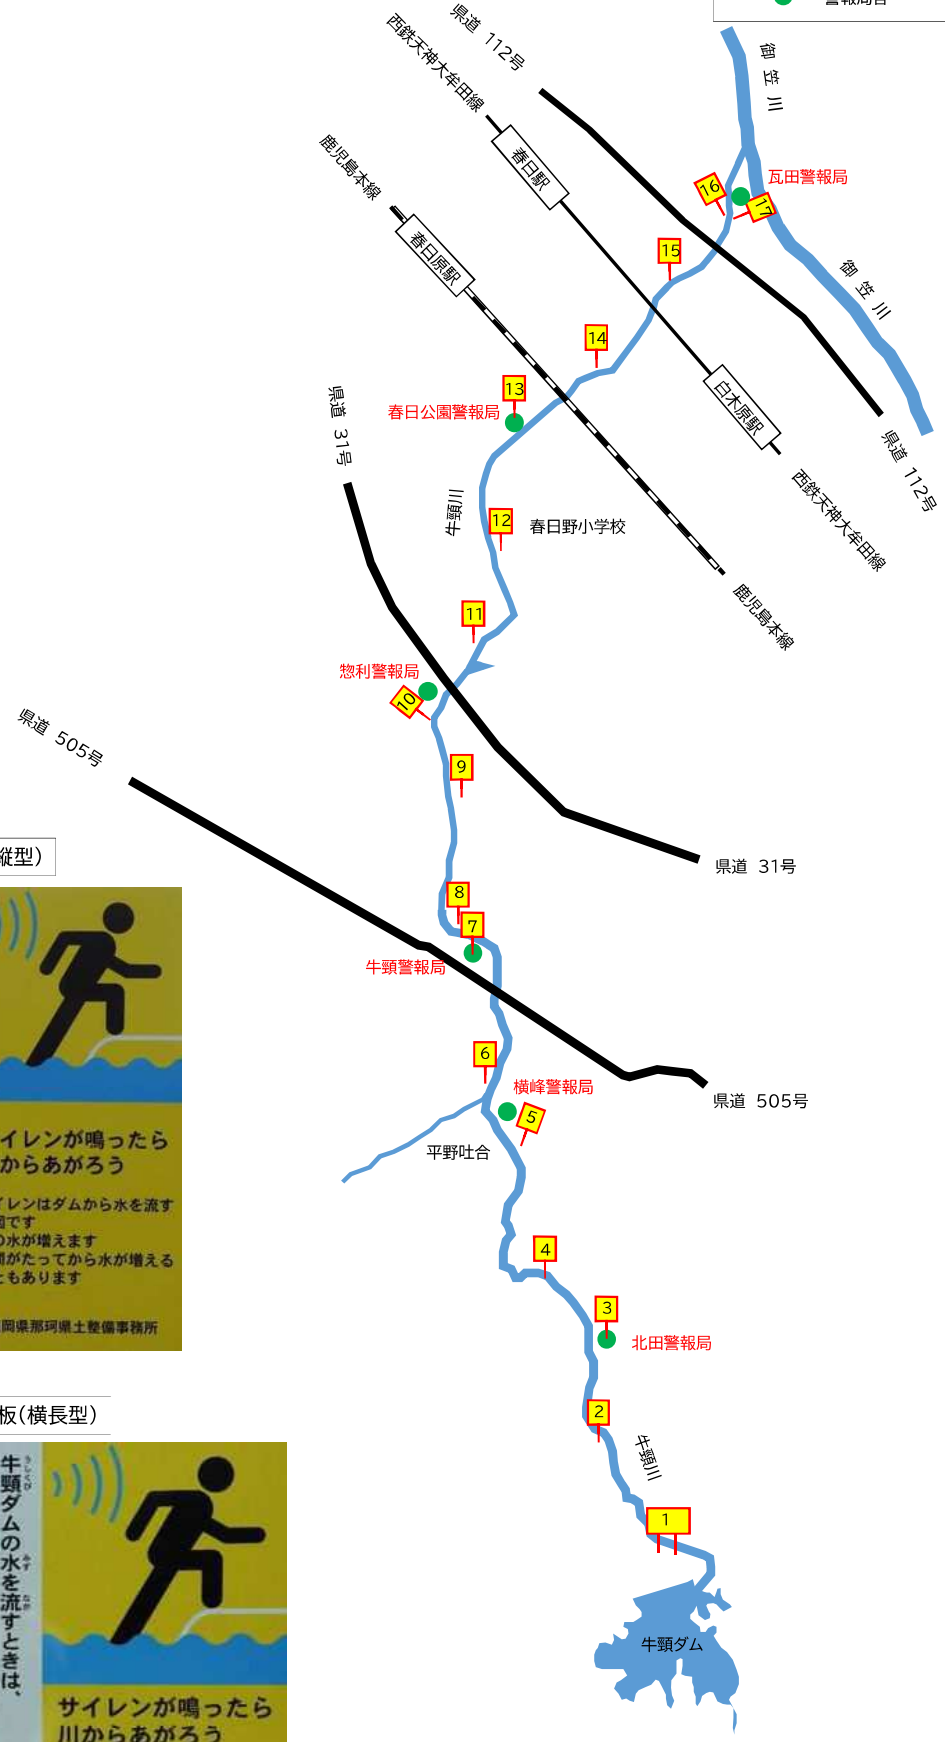 警報局舎
県道 112号
西鉄天神大牟田線
御笠川
鹿児島本線
春日駅
瓦田警報局
16
17
春日原駅
15
御笠川
14
13
春日公園警報局
県道 31号
白木原駅
県道 112号
西鉄天神大牟田線
牛頸川
12
春日野小学校
11
鹿児島本線
惣利警報局
10
県道 505号
9
県道 31号
縦型)
8
7
牛頸警報局
6
横峰警報局
5
県道 505号
平野吐合
イレンが鳴ったら
からあがろう
イレンはダムから水を流す
図です
の水が増えます
間がたってから水が増える
ともあります
岡県那珂県土整備事務所
4
3
北田警報局
2
板(横長型)
牛頸川
牛頸ダムの水を流すときは、
うしくび
みず
なが
1
牛頸ダム
サイレンが鳴ったら
川からあがろう